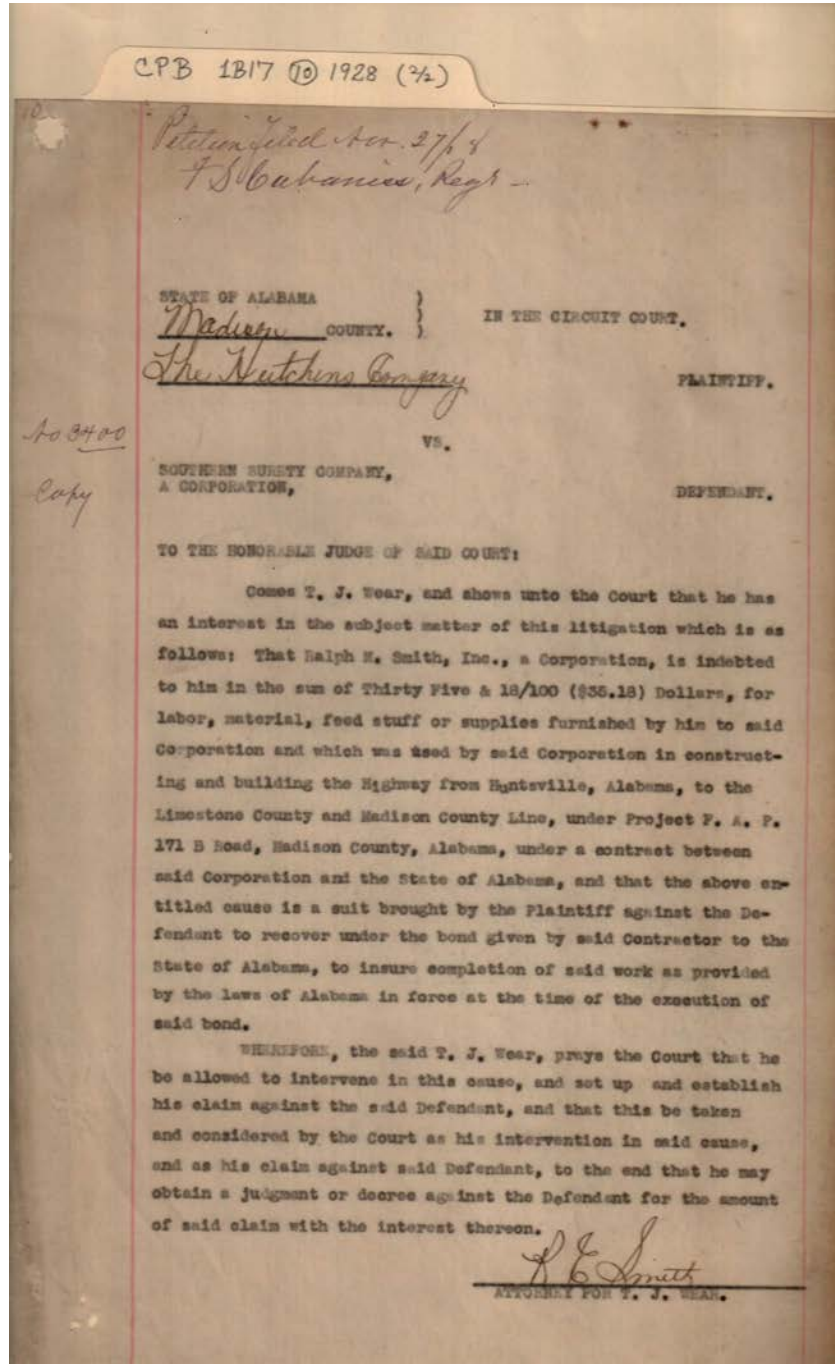 CPB 1B17 ⑩ 1928 (2/2)
10
Petition filed Nov. 27/28
F S Cabaniss, Regr -
STATE OF ALABAMA }
Madison COUNTY. } IN THE CIRCUIT COURT.
The Hutchens Company PLAINTIFF.
No 3400
VS.
SOUTHERN SURETY COMPANY,
A CORPORATION, DEFENDANT.
Copy
TO THE HONORABLE JUDGE OF SAID COURT:
Comes T. J. Wear, and shows unto the Court that he has
an interest in the subject matter of this litigation which is as
follows: That Ralph M. Smith, Inc., a Corporation, is indebted
to him in the sum of Thirty Five & 18/100 ($35.18) Dollars, for
labor, material, feed stuff or supplies furnished by him to said
Corporation and which was used by said Corporation in construct-
ing and building the Highway from Huntsville, Alabama, to the
Limestone County and Madison County Line, under Project F. A. P.
171 B Road, Madison County, Alabama, under a contract between
said Corporation and the State of Alabama, and that the above en-
titled cause is a suit brought by the Plaintiff against the De-
fendant to recover under the bond given by said Contractor to the
State of Alabama, to insure completion of said work as provided
by the laws of Alabama in force at the time of the execution of
said bond.
WHEREFORE, the said T. J. Wear, prays the Court that he
be allowed to intervene in this cause, and set up and establish
his claim against the said Defendant, and that this be taken
and considered by the Court as his intervention in said cause,
and as his claim against said Defendant, to the end that he may
obtain a judgment or decree against the Defendant for the amount
of said claim with the interest thereon.
R E Smith
ATTORNEY FOR T. J. WEAR.